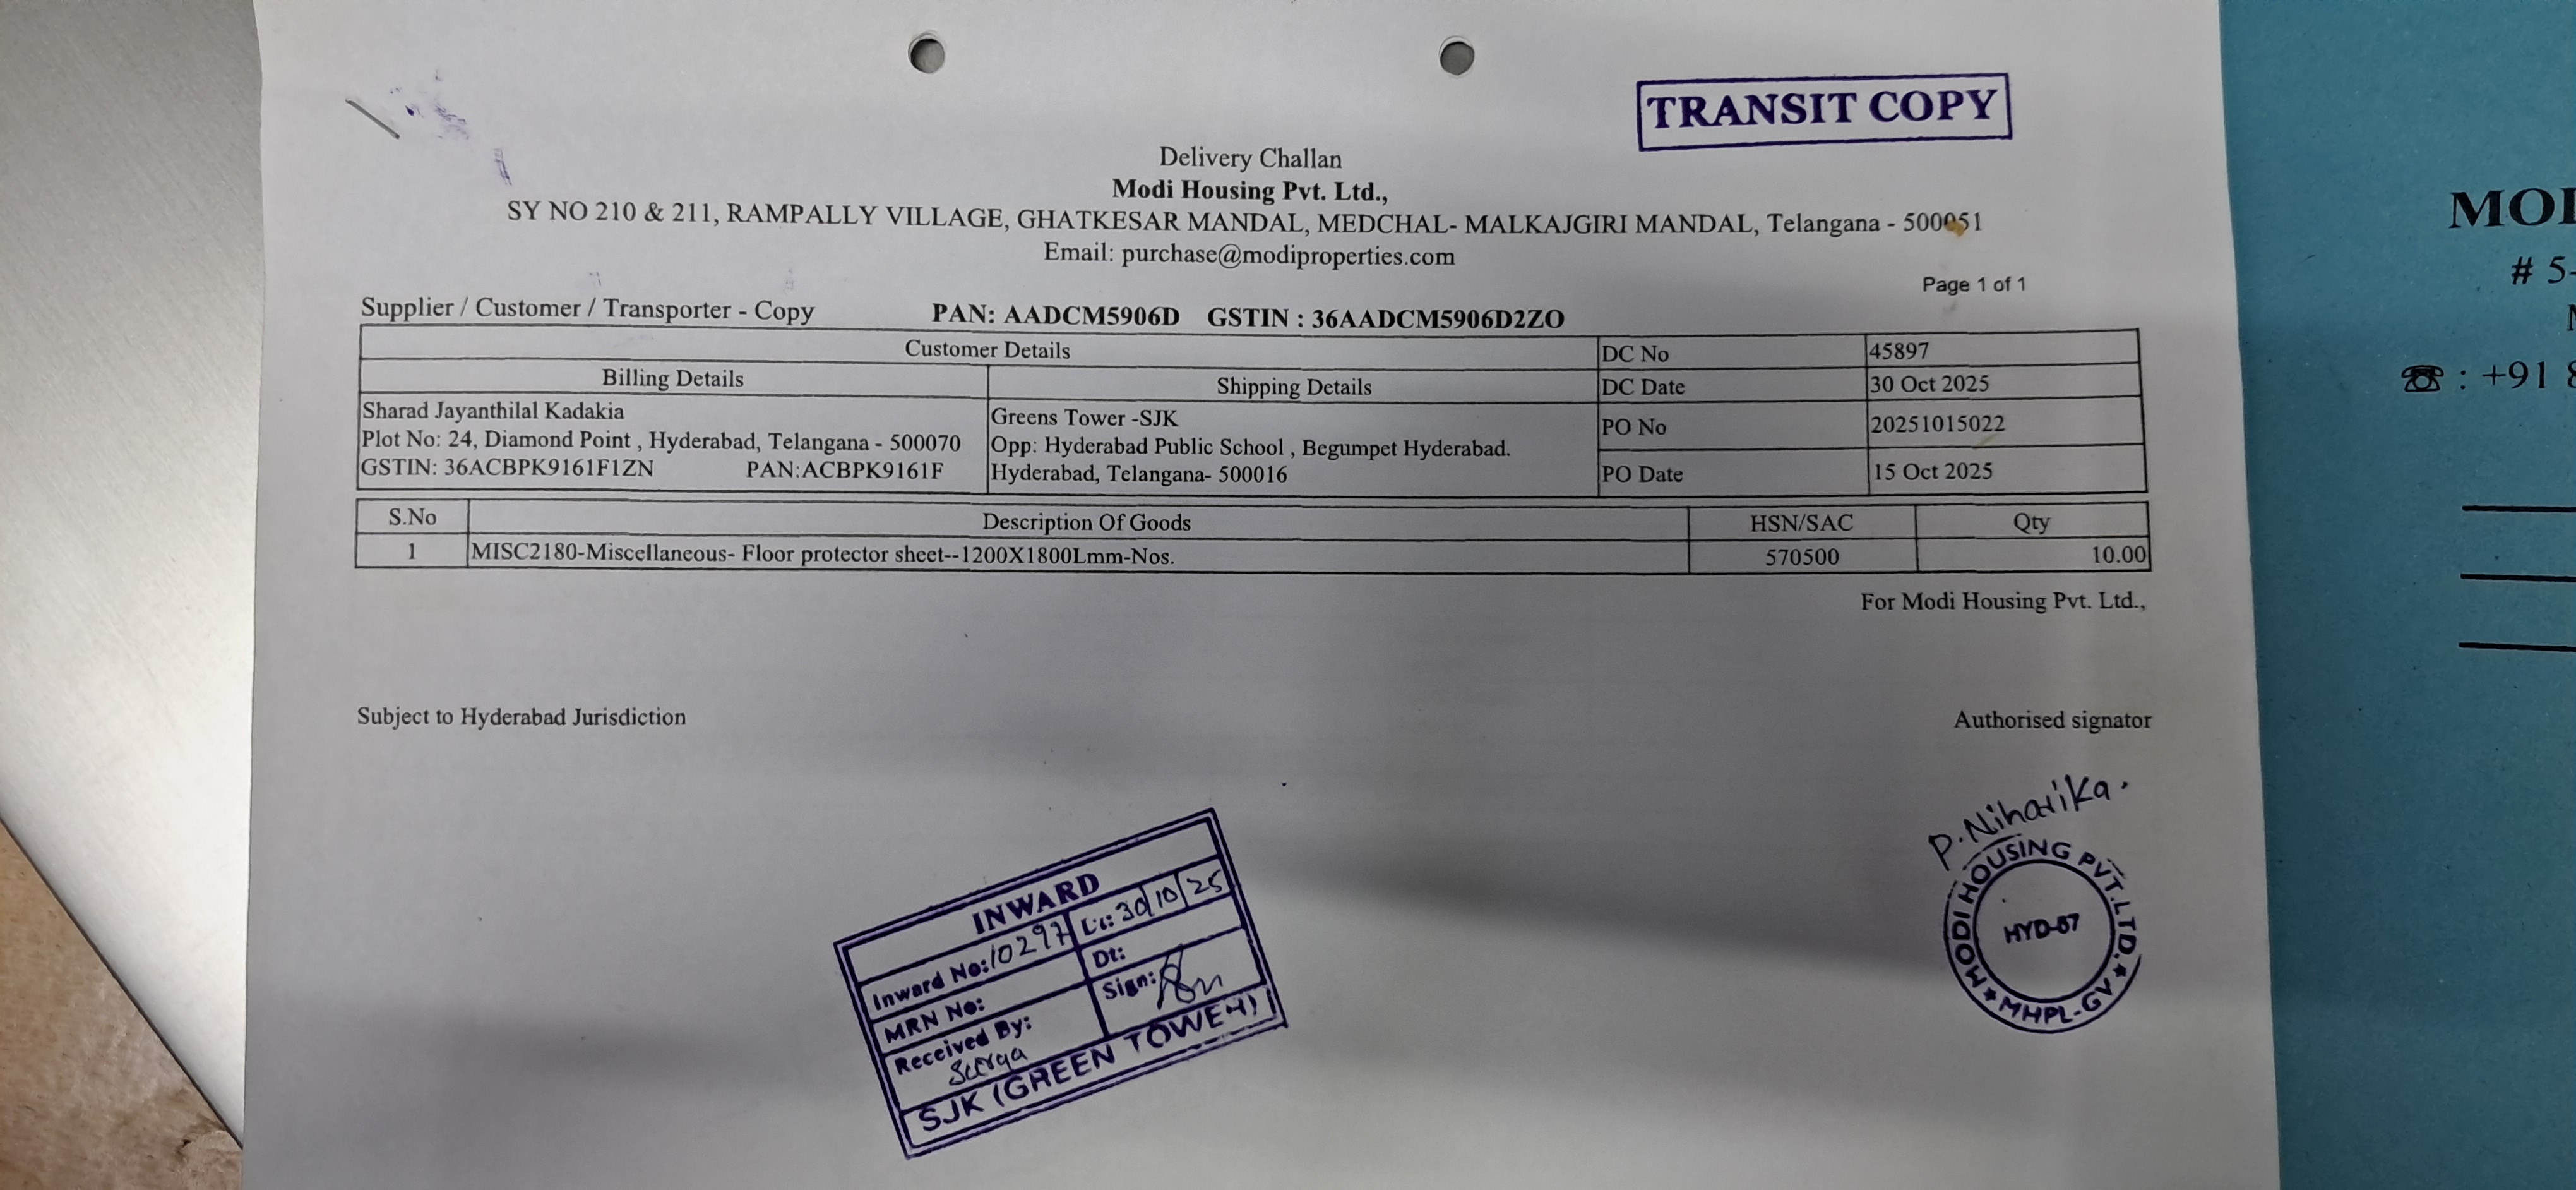 TRANSIT COPY
Delivery Challan
Modi Housing Pvt. Ltd.,
SY NO 210 & 211, RAMPALLY VILLAGE, GHATKESAR MANDAL, MEDCHAL- MALKAJGIRI MANDAL, Telangana - 500051
Email: purchase@modiproperties.com
Page 1 of 1
Supplier / Customer / Transporter - Copy PAN: AADCM5906D GSTIN : 36AADCM5906D2ZO
Customer Details DC No 45897
Billing Details Shipping Details DC Date 30 Oct 2025
Sharad Jayanthilal Kadakia Greens Tower -SJK PO No 20251015022
Plot No: 24, Diamond Point , Hyderabad, Telangana - 500070 Opp: Hyderabad Public School , Begumpet Hyderabad.
GSTIN: 36ACBPK9161F1ZN PAN:ACBPK9161F Hyderabad, Telangana- 500016 PO Date 15 Oct 2025
S.No Description Of Goods HSN/SAC Qty
1 MISC2180-Miscellaneous- Floor protector sheet--1200X1800Lmm-Nos. 570500 10.00
For Modi Housing Pvt. Ltd.,
Subject to Hyderabad Jurisdiction Authorised signator
P.Niharika.
MODI HOUSING PVT.LTD. ★ MHPL-GV ★
HYD-57
INWARD
Inward No: 10297 Dt: 30/10/25
MRN No: Dt:
Received By: Sign:
SJK (GREEN TOWER)
MOD
# 5-
: +91 8